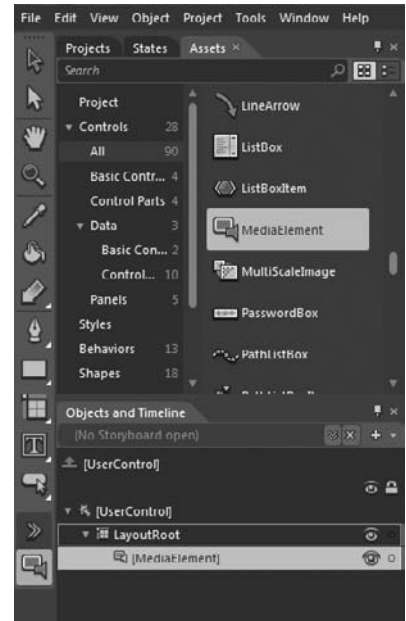 File Edit View Object Project Tools Window Help
Projects States Assets
Search
Project
Controls 28
All 90
Basic Contr... 4
Control Parts 4
Data 3
Basic Con... 2
Control... 10
Panels 5
Styles
Behaviors 13
Shapes 18
LineArrow
ListBox
ListBoxItem
MediaElement
MultiScaleImage
PasswordBox
PathListBox
Objects and Timeline
(No Storyboard open)
[UserControl]
[UserControl]
LayoutRoot
[MediaElement]